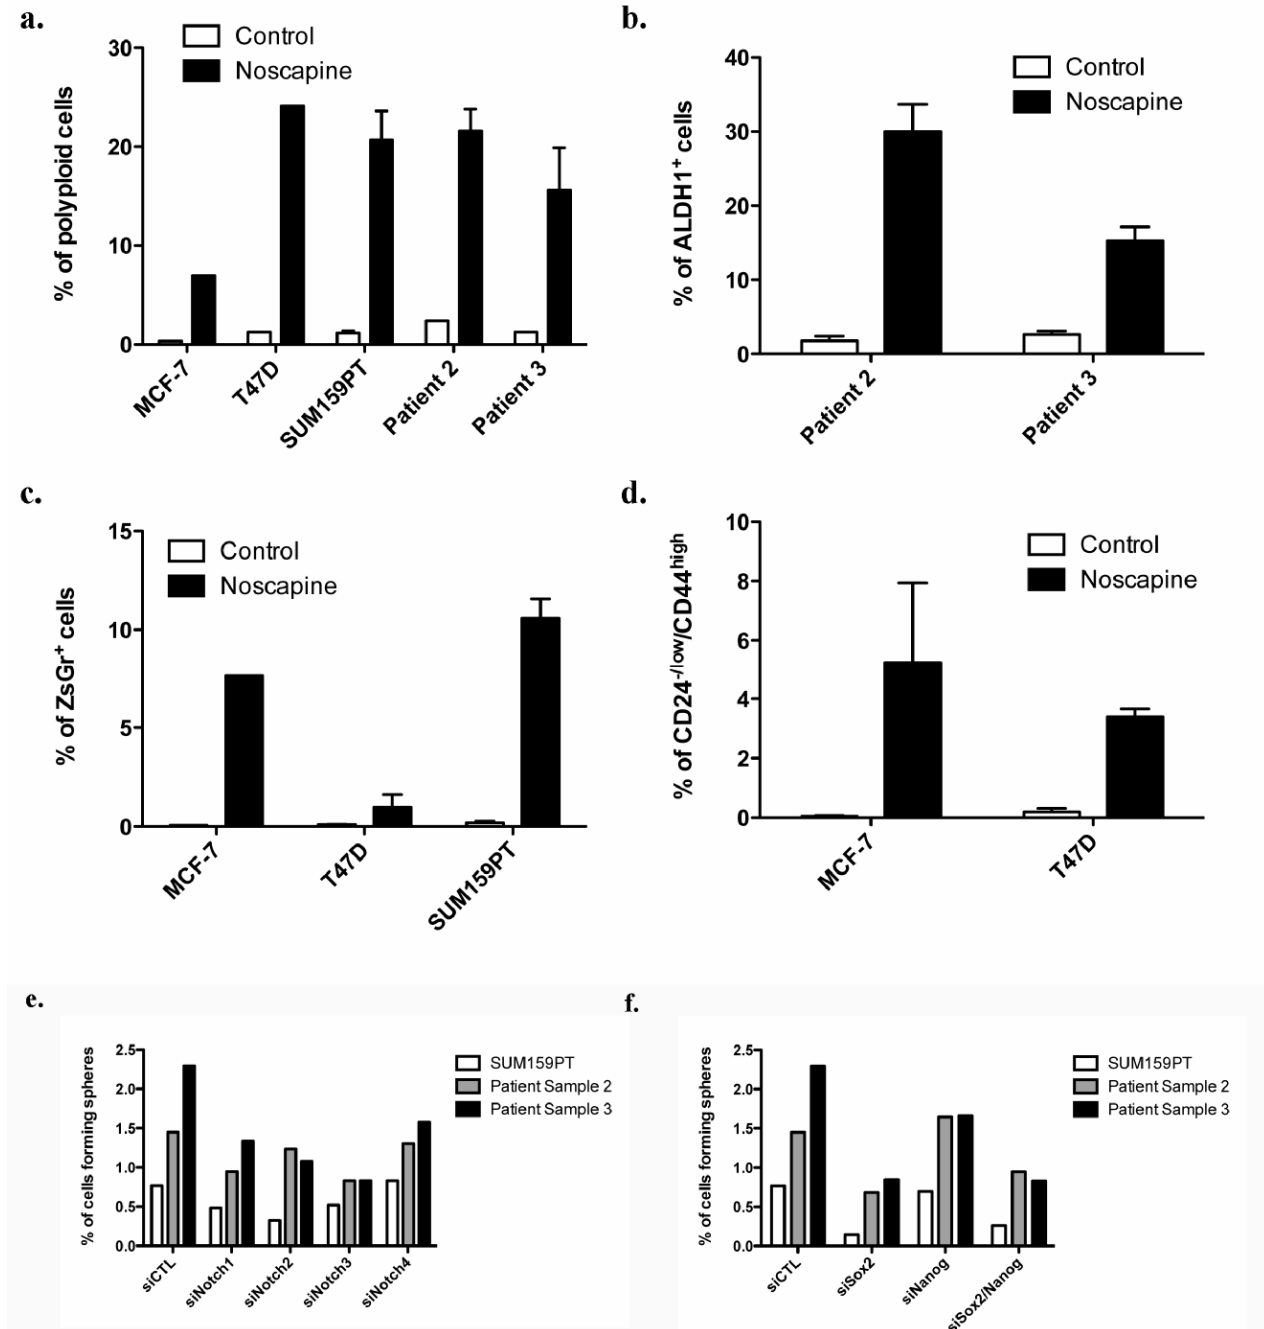 a.
Control
Noscapine
% of polyploid cells
30
20
10
0
MCF-7
T47D
SUM159PT
Patient 2
Patient 3
b.
Control
Noscapine
% of ALDH1⁺ cells
40
30
20
10
0
Patient 2
Patient 3
c.
Control
Noscapine
% of ZsGr⁺ cells
15
10
5
0
MCF-7
T47D
SUM159PT
d.
Control
Noscapine
% of CD24⁻/ˡᵒʷ/CD44ʰⁱᵍʰ
10
8
6
4
2
0
MCF-7
T47D
e.
% of cells forming spheres
2.5
2.0
1.5
1.0
0.5
0.0
siCTL
siNotch1
siNotch2
siNotch3
siNotch4
SUM159PT
Patient Sample 2
Patient Sample 3
f.
% of cells forming spheres
2.5
2.0
1.5
1.0
0.5
0.0
siCTL
siSox2
siNanog
siSox2/Nanog
SUM159PT
Patient Sample 2
Patient Sample 3